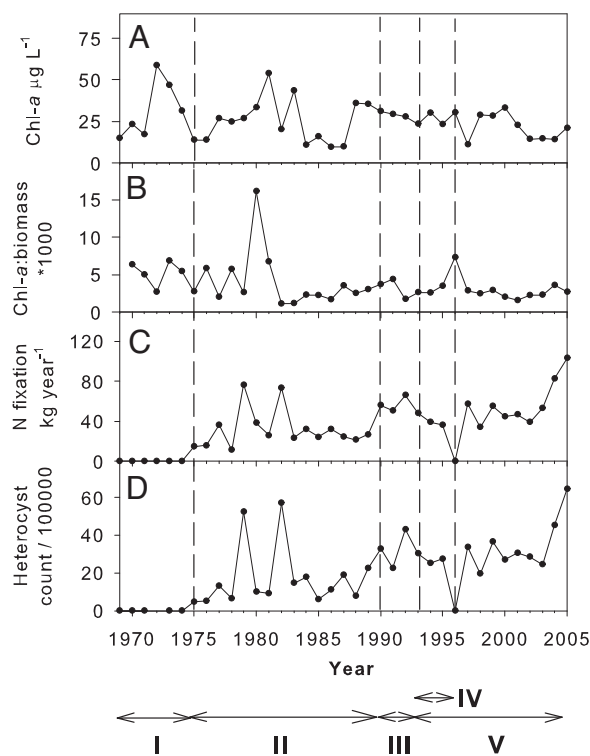 A
Chl-a µg L⁻¹
75
50
25
0
B
Chl-a:biomass
*1000
15
10
5
0
C
N fixation
kg year⁻¹
120
80
40
0
D
Heterocyst
count / 100000
60
40
20
0
1970 1975 1980 1985 1990 1995 2000 2005
Year
IV
I II III V